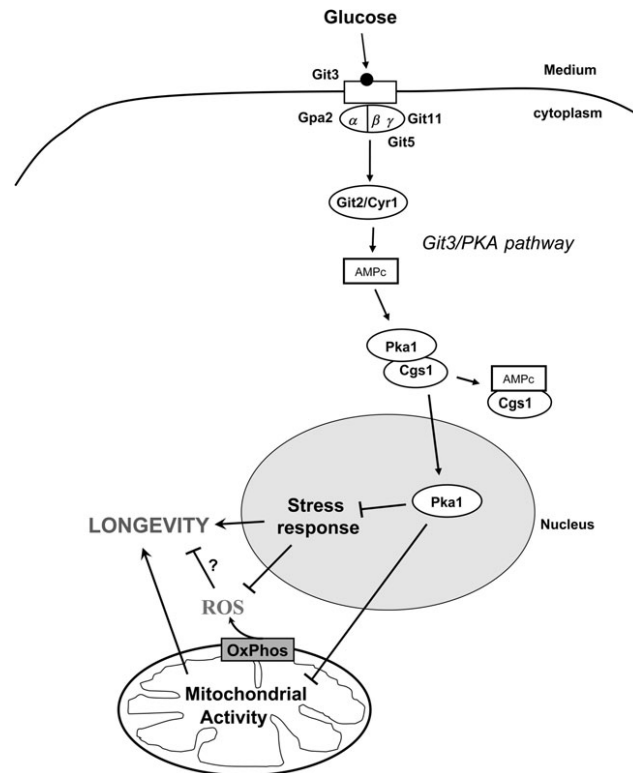 Glucose
Git3
Medium
Gpa2
α
β
γ
Git11
cytoplasm
Git5
Git2/Cyr1
Git3/PKA pathway
AMPc
Pka1
Cgs1
AMPc
Cgs1
Pka1
Stress
response
LONGEVITY
Nucleus
?
ROS
OxPhos
Mitochondrial
Activity